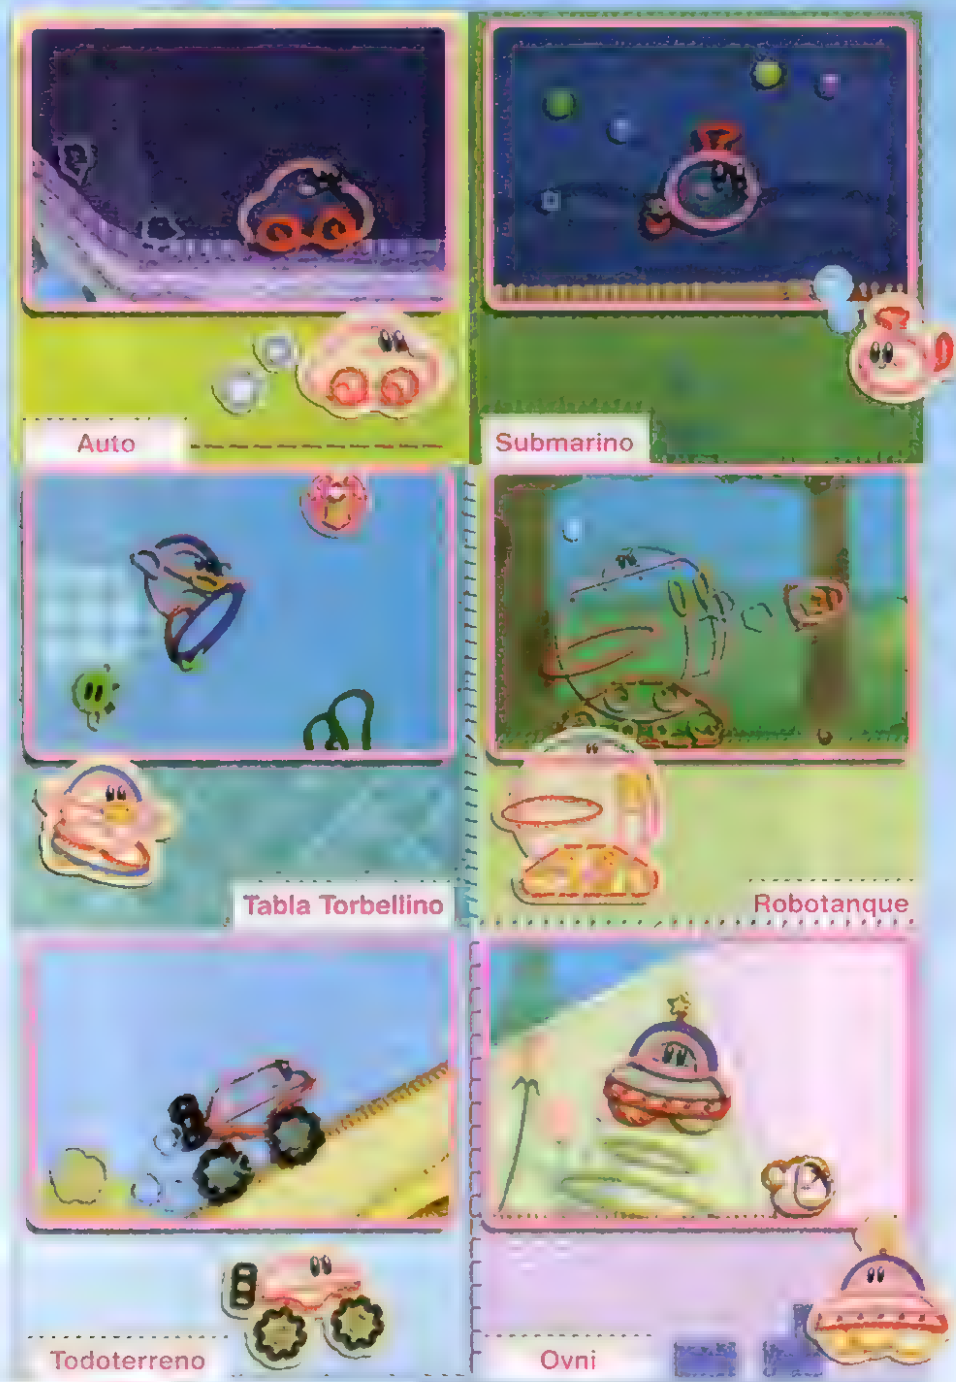 Auto
Submarino
Tabla Torbellino
Robotanque
Todoterreno
Ovni